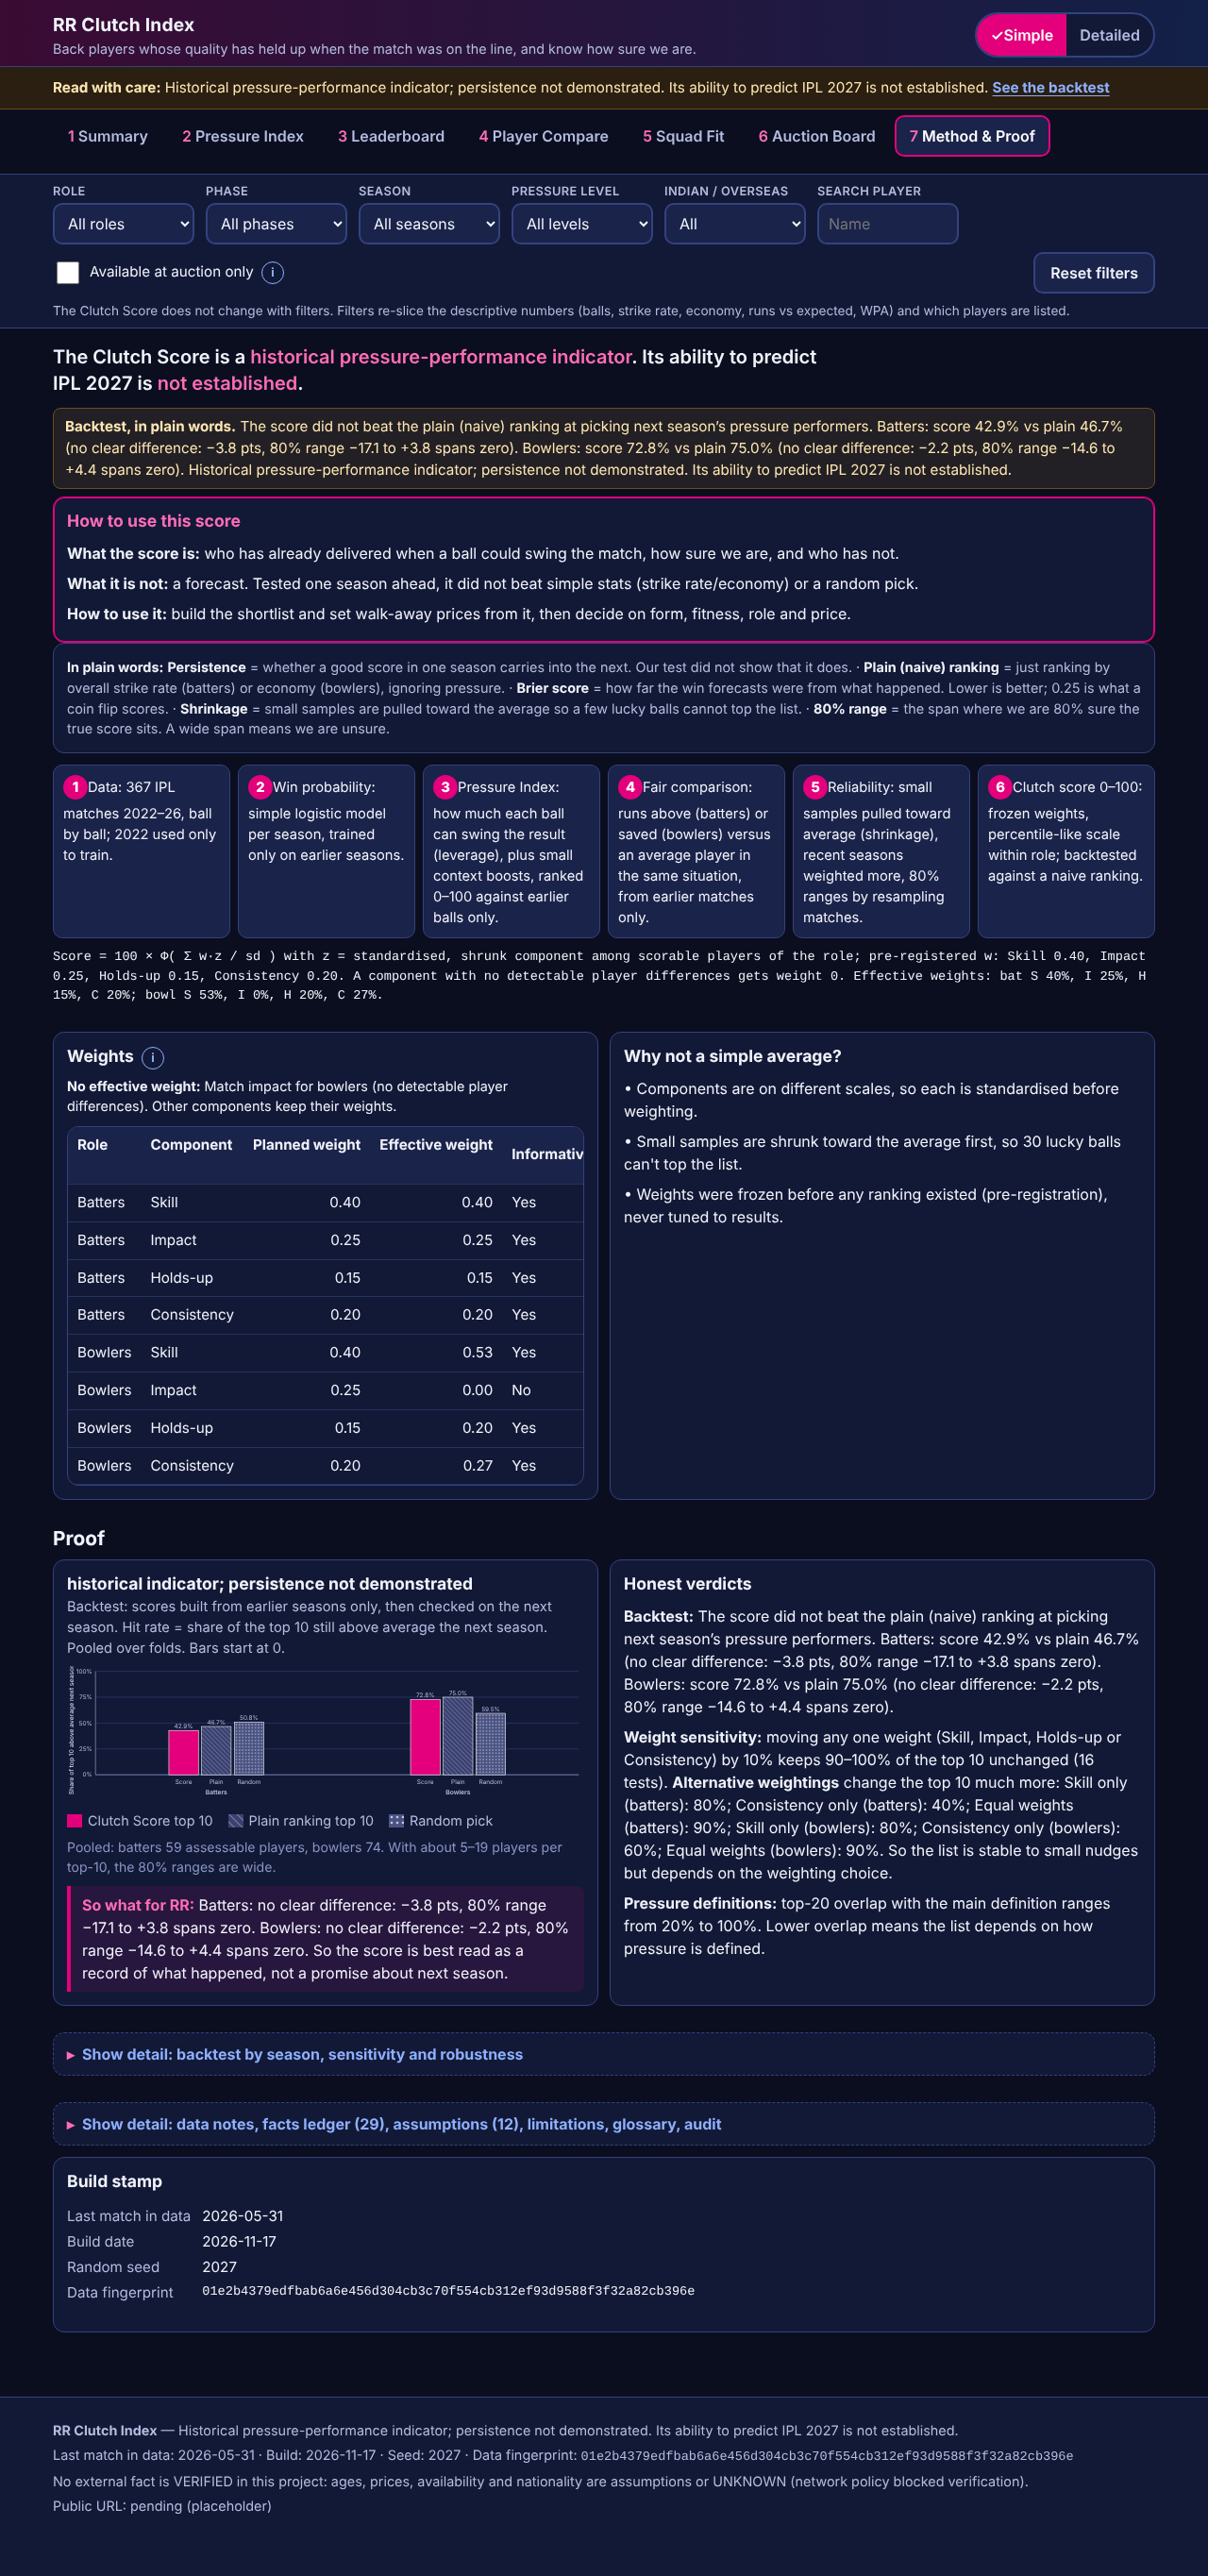 RR Clutch Index
Back players whose quality has held up when the match was on the line, and know how sure we are.
✓Simple
Detailed
Read with care: Historical pressure-performance indicator; persistence not demonstrated. Its ability to predict IPL 2027 is not established. See the backtest
1 Summary
2 Pressure Index
3 Leaderboard
4 Player Compare
5 Squad Fit
6 Auction Board
7 Method & Proof
ROLE
PHASE
SEASON
PRESSURE LEVEL
INDIAN / OVERSEAS
SEARCH PLAYER
All roles
All phases
All seasons
All levels
All
Name
Available at auction only i
Reset filters
The Clutch Score does not change with filters. Filters re-slice the descriptive numbers (balls, strike rate, economy, runs vs expected, WPA) and which players are listed.
The Clutch Score is a historical pressure-performance indicator. Its ability to predict
IPL 2027 is not established.
Backtest, in plain words. The score did not beat the plain (naive) ranking at picking next season's pressure performers. Batters: score 42.9% vs plain 46.7%
(no clear difference: −3.8 pts, 80% range −17.1 to +3.8 spans zero). Bowlers: score 72.8% vs plain 75.0% (no clear difference: −2.2 pts, 80% range −14.6 to
+4.4 spans zero). Historical pressure-performance indicator; persistence not demonstrated. Its ability to predict IPL 2027 is not established.
How to use this score
What the score is: who has already delivered when a ball could swing the match, how sure we are, and who has not.
What it is not: a forecast. Tested one season ahead, it did not beat simple stats (strike rate/economy) or a random pick.
How to use it: build the shortlist and set walk-away prices from it, then decide on form, fitness, role and price.
In plain words: Persistence = whether a good score in one season carries into the next. Our test did not show that it does. · Plain (naive) ranking = just ranking by
overall strike rate (batters) or economy (bowlers), ignoring pressure. · Brier score = how far the win forecasts were from what happened. Lower is better; 0.25 is what a
coin flip scores. · Shrinkage = small samples are pulled toward the average so a few lucky balls cannot top the list. · 80% range = the span where we are 80% sure the
true score sits. A wide span means we are unsure.
1 Data: 367 IPL
matches 2022–26, ball
by ball; 2022 used only
to train.
2 Win probability:
simple logistic model
per season, trained
only on earlier seasons.
3 Pressure Index:
how much each ball
can swing the result
(leverage), plus small
context boosts, ranked
0–100 against earlier
balls only.
4 Fair comparison:
runs above (batters) or
saved (bowlers) versus
an average player in
the same situation,
from earlier matches
only.
5 Reliability: small
samples pulled toward
average (shrinkage),
recent seasons
weighted more, 80%
ranges by resampling
matches.
6 Clutch score 0–100:
frozen weights,
percentile-like scale
within role; backtested
against a naive ranking.
Score = 100 × Φ( Σ w·z / sd ) with z = standardised, shrunk component among scorable players of the role; pre-registered w: Skill 0.40, Impact
0.25, Holds-up 0.15, Consistency 0.20. A component with no detectable player differences gets weight 0. Effective weights: bat S 40%, I 25%, H
15%, C 20%; bowl S 53%, I 0%, H 20%, C 27%.
Weights i
No effective weight: Match impact for bowlers (no detectable player
differences). Other components keep their weights.
Role Component Planned weight Effective weight Informativ
Batters Skill 0.40 0.40 Yes
Batters Impact 0.25 0.25 Yes
Batters Holds-up 0.15 0.15 Yes
Batters Consistency 0.20 0.20 Yes
Bowlers Skill 0.40 0.53 Yes
Bowlers Impact 0.25 0.00 No
Bowlers Holds-up 0.15 0.20 Yes
Bowlers Consistency 0.20 0.27 Yes
Why not a simple average?
• Components are on different scales, so each is standardised before
weighting.
• Small samples are shrunk toward the average first, so 30 lucky balls
can't top the list.
• Weights were frozen before any ranking existed (pre-registration),
never tuned to results.
Proof
historical indicator; persistence not demonstrated
Backtest: scores built from earlier seasons only, then checked on the next
season. Hit rate = share of the top 10 still above average the next season.
Pooled over folds. Bars start at 0.
Share of top 10 above average next season
100%
75%
50%
25%
0%
42.9% 46.7% 50.8%
72.8% 75.0% 59.5%
Score Plain Random
Score Plain Random
Batters
Bowlers
Clutch Score top 10
Plain ranking top 10
Random pick
Pooled: batters 59 assessable players, bowlers 74. With about 5–19 players per
top-10, the 80% ranges are wide.
So what for RR: Batters: no clear difference: −3.8 pts, 80% range
−17.1 to +3.8 spans zero. Bowlers: no clear difference: −2.2 pts, 80%
range −14.6 to +4.4 spans zero. So the score is best read as a
record of what happened, not a promise about next season.
Honest verdicts
Backtest: The score did not beat the plain (naive) ranking at picking
next season's pressure performers. Batters: score 42.9% vs plain 46.7%
(no clear difference: −3.8 pts, 80% range −17.1 to +3.8 spans zero).
Bowlers: score 72.8% vs plain 75.0% (no clear difference: −2.2 pts,
80% range −14.6 to +4.4 spans zero).
Weight sensitivity: moving any one weight (Skill, Impact, Holds-up or
Consistency) by 10% keeps 90–100% of the top 10 unchanged (16
tests). Alternative weightings change the top 10 much more: Skill only
(batters): 80%; Consistency only (batters): 40%; Equal weights
(batters): 90%; Skill only (bowlers): 80%; Consistency only (bowlers):
60%; Equal weights (bowlers): 90%. So the list is stable to small nudges
but depends on the weighting choice.
Pressure definitions: top-20 overlap with the main definition ranges
from 20% to 100%. Lower overlap means the list depends on how
pressure is defined.
▸ Show detail: backtest by season, sensitivity and robustness
▸ Show detail: data notes, facts ledger (29), assumptions (12), limitations, glossary, audit
Build stamp
Last match in data 2026-05-31
Build date 2026-11-17
Random seed 2027
Data fingerprint 01e2b4379edfbab6a6e456d304cb3c70f554cb312ef93d9588f3f32a82cb396e
RR Clutch Index — Historical pressure-performance indicator; persistence not demonstrated. Its ability to predict IPL 2027 is not established.
Last match in data: 2026-05-31 · Build: 2026-11-17 · Seed: 2027 · Data fingerprint: 01e2b4379edfbab6a6e456d304cb3c70f554cb312ef93d9588f3f32a82cb396e
No external fact is VERIFIED in this project: ages, prices, availability and nationality are assumptions or UNKNOWN (network policy blocked verification).
Public URL: pending (placeholder)